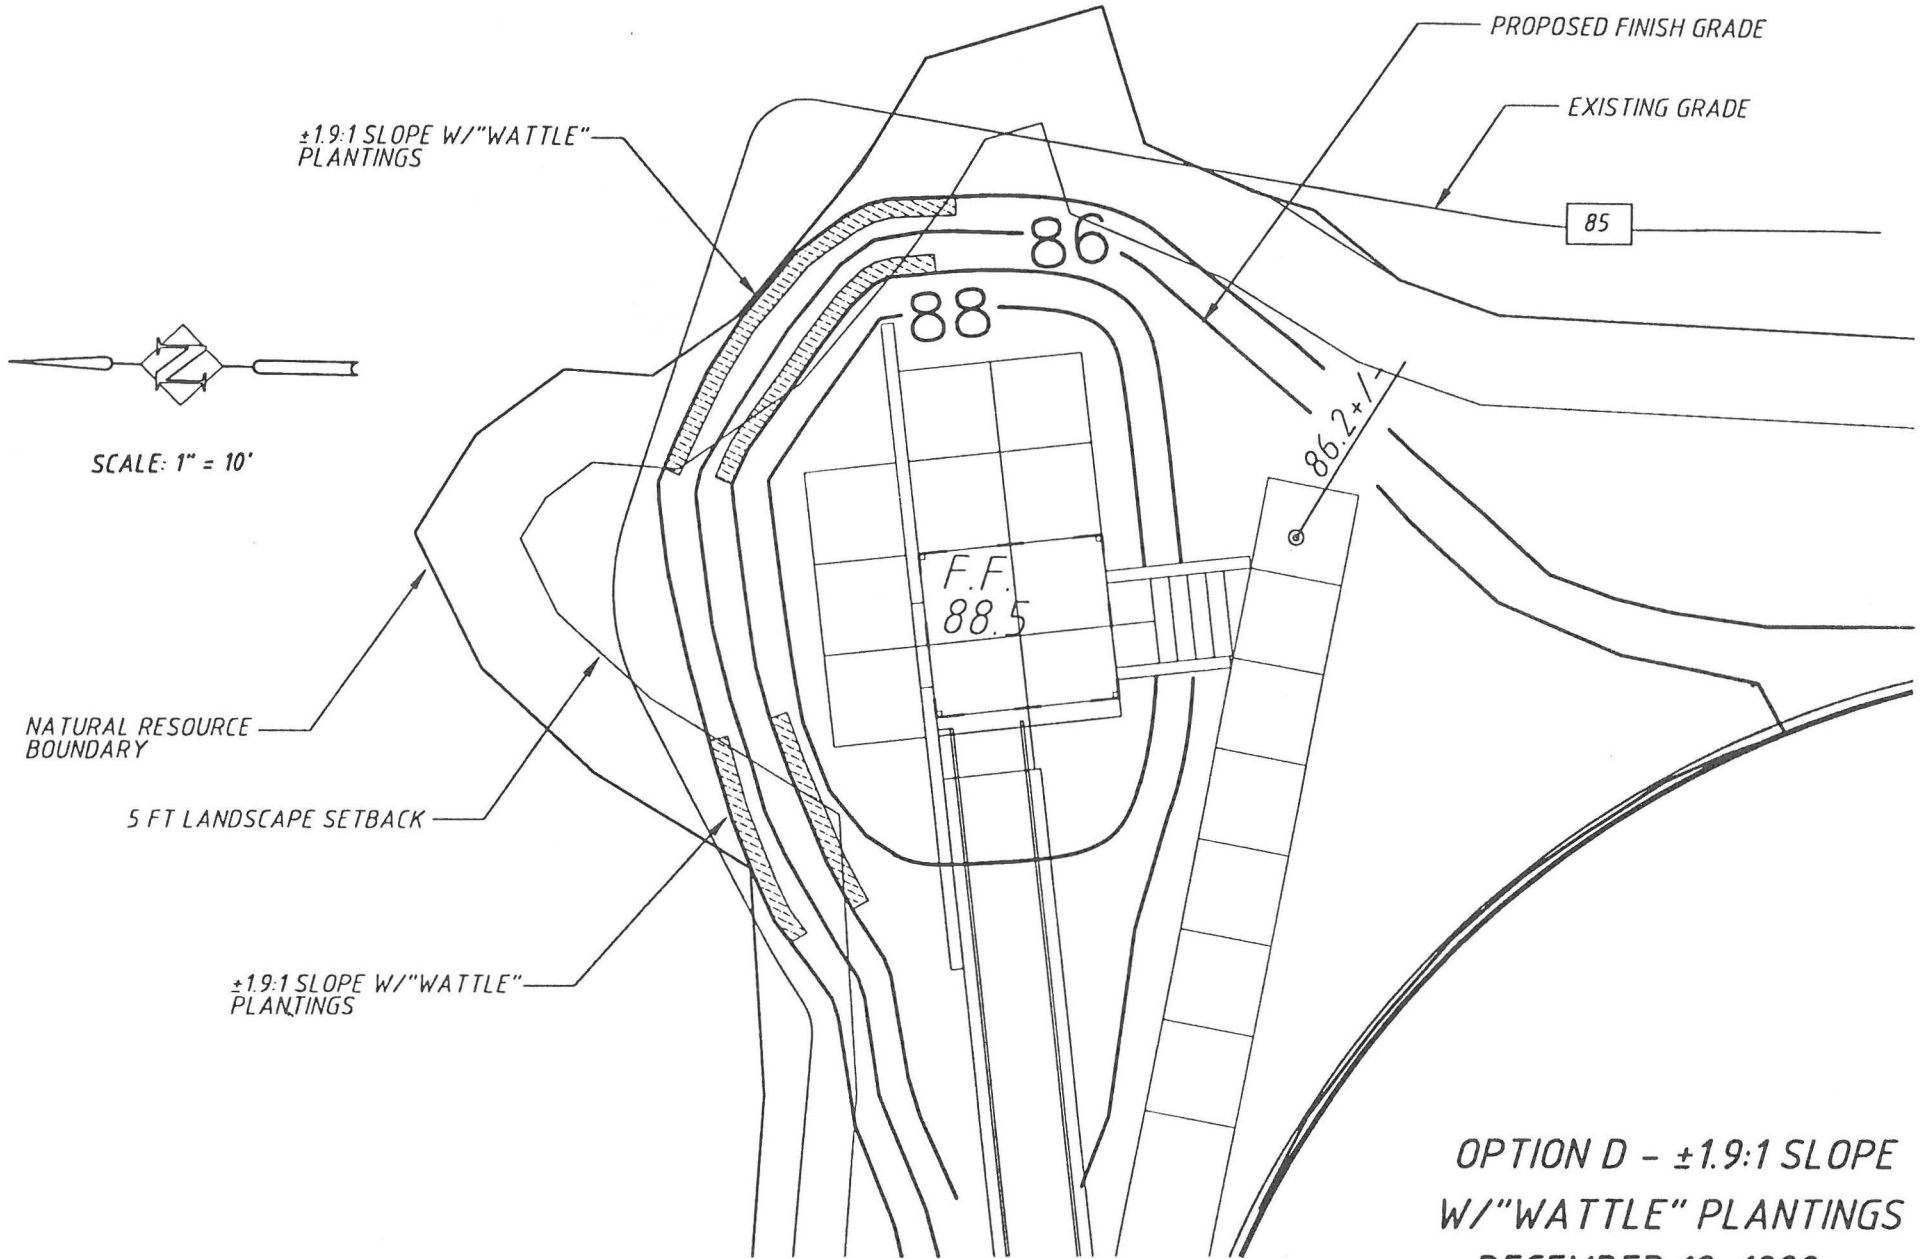 PROPOSED FINISH GRADE
EXISTING GRADE
±1.9:1 SLOPE W/"WATTLE"
PLANTINGS
85
86
88
N
SCALE: 1" = 10'
86.2+/-
F.F.
88.5
NATURAL RESOURCE
BOUNDARY
5 FT LANDSCAPE SETBACK
±1.9:1 SLOPE W/"WATTLE"
PLANTINGS
OPTION D - ±1.9:1 SLOPE
W/"WATTLE" PLANTINGS